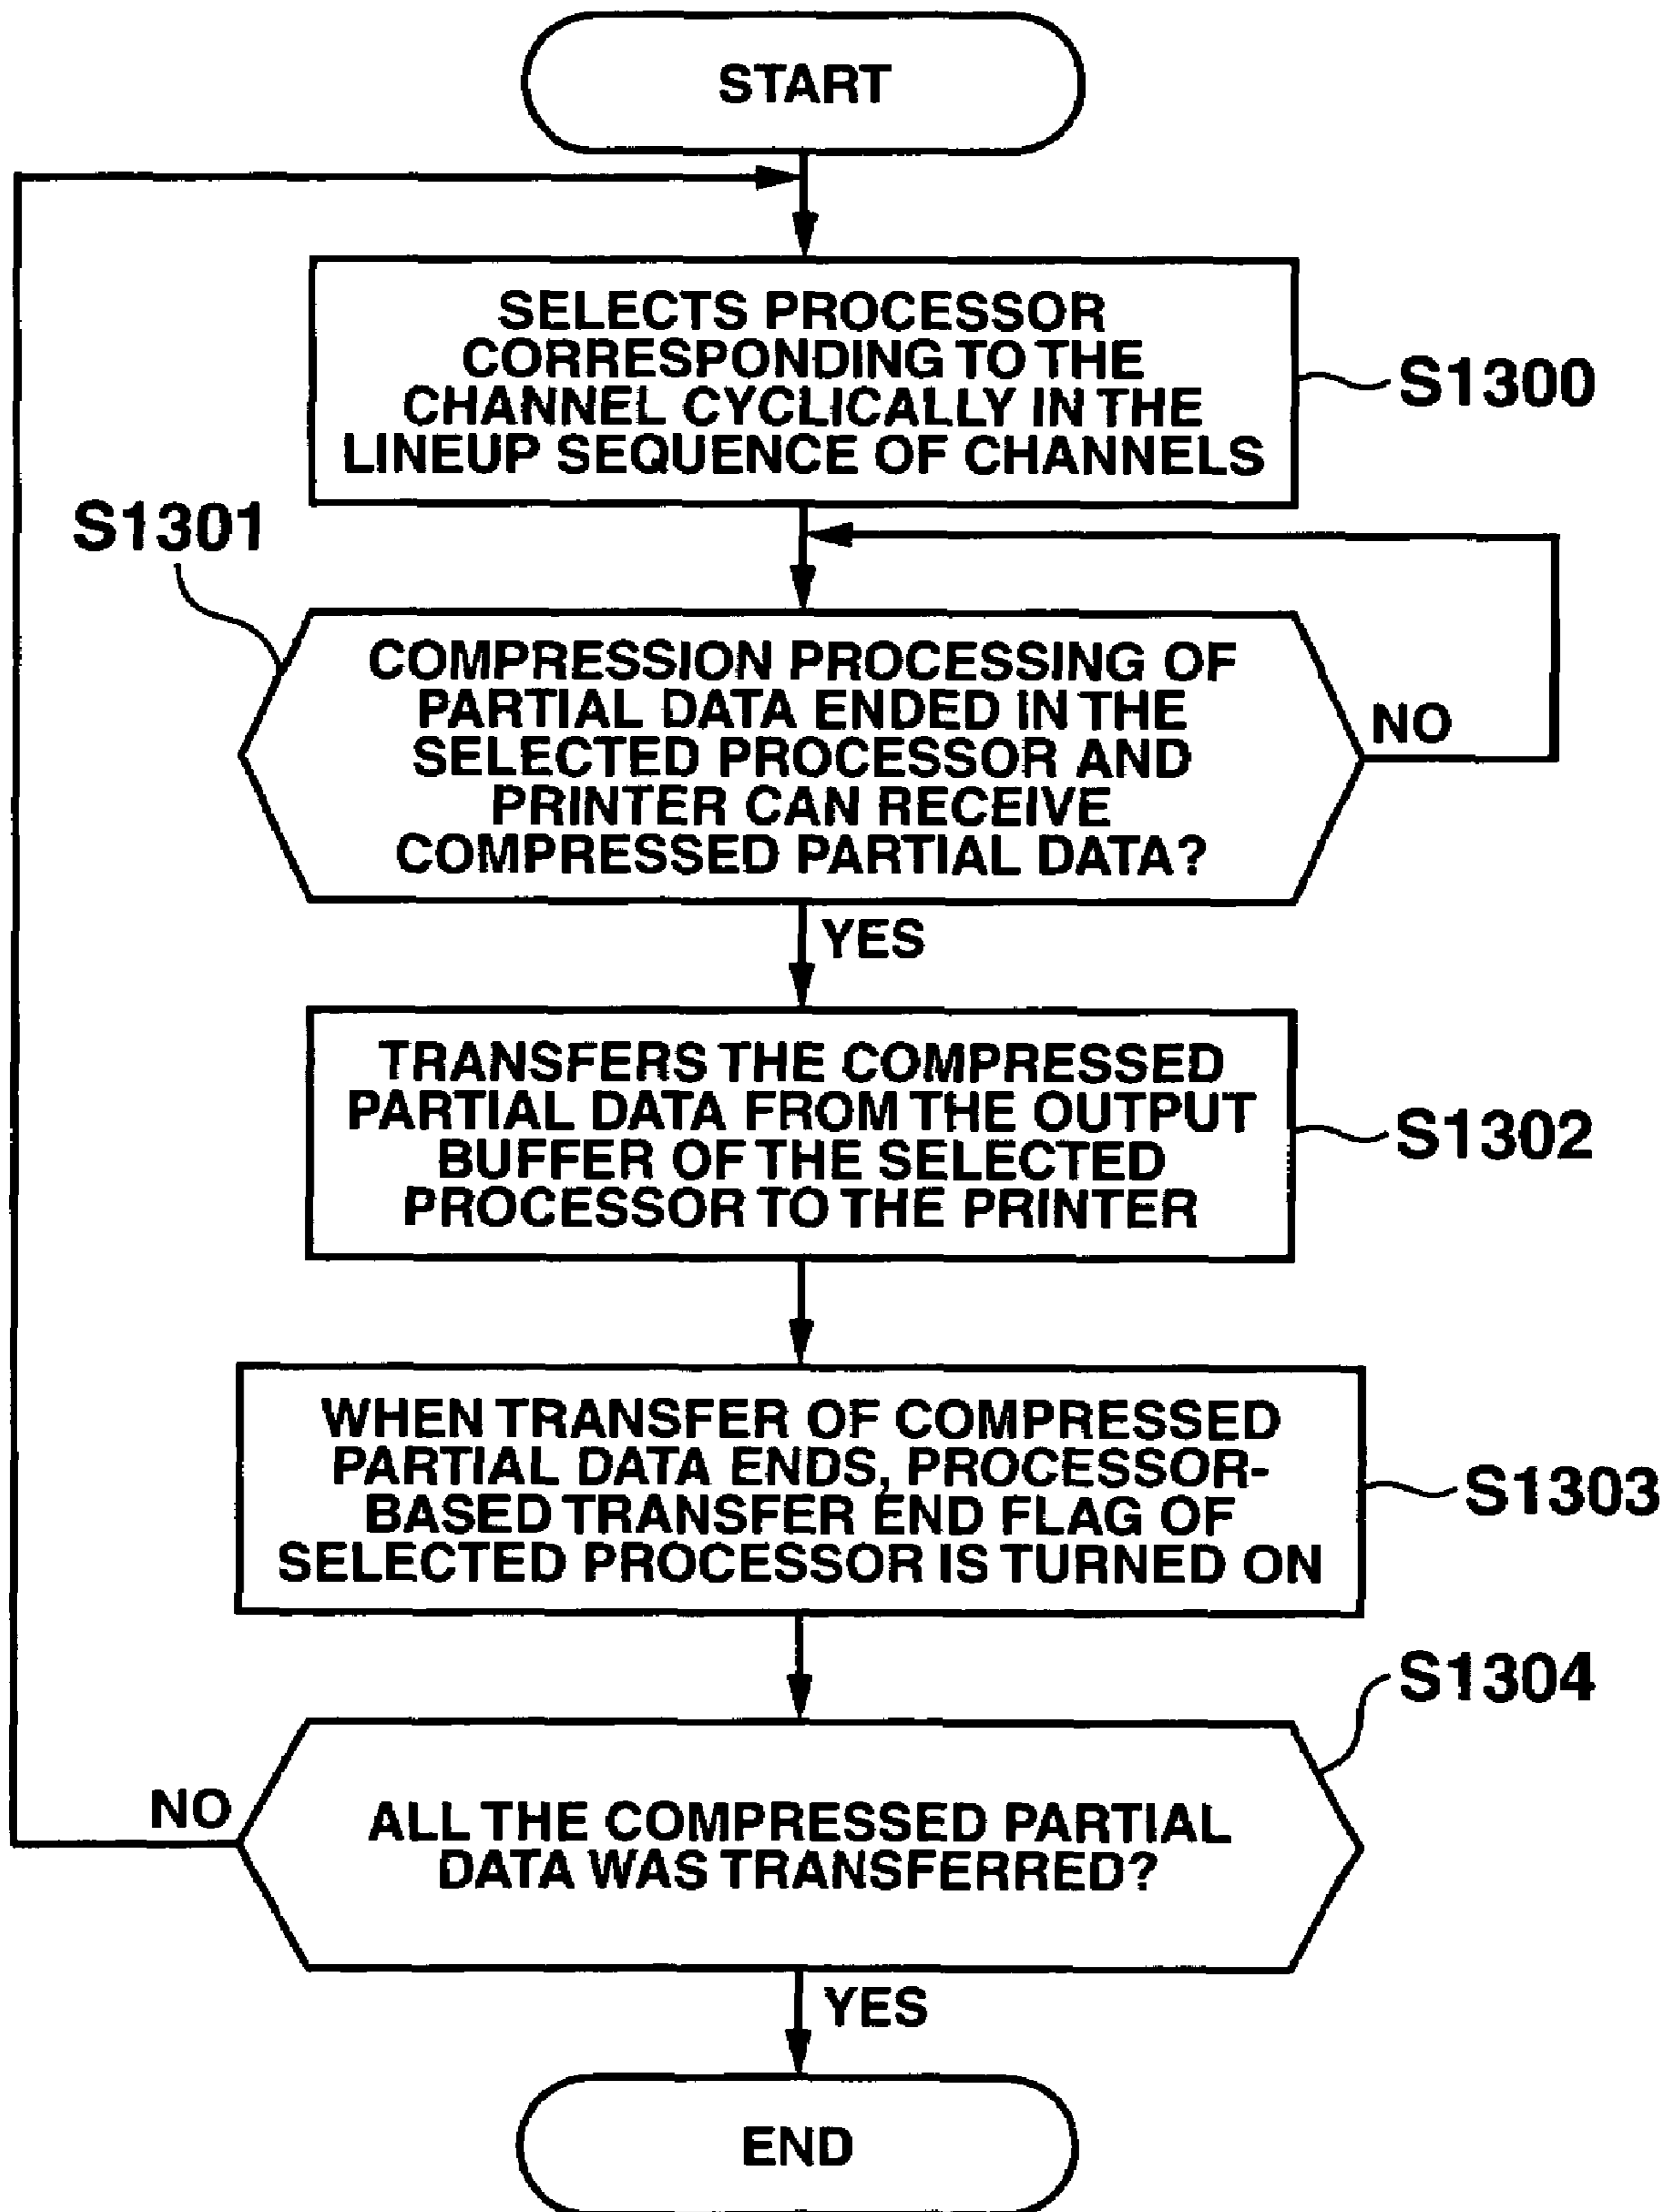 START
SELECTS PROCESSOR
CORRESPONDING TO THE
CHANNEL CYCLICALLY IN THE
LINEUP SEQUENCE OF CHANNELS
S1300
S1301
COMPRESSION PROCESSING OF
PARTIAL DATA ENDED IN THE
SELECTED PROCESSOR AND
PRINTER CAN RECEIVE
COMPRESSED PARTIAL DATA?
NO
YES
TRANSFERS THE COMPRESSED
PARTIAL DATA FROM THE OUTPUT
BUFFER OF THE SELECTED
PROCESSOR TO THE PRINTER
S1302
WHEN TRANSFER OF COMPRESSED
PARTIAL DATA ENDS, PROCESSOR-
BASED TRANSFER END FLAG OF
SELECTED PROCESSOR IS TURNED ON
S1303
S1304
NO
ALL THE COMPRESSED PARTIAL
DATA WAS TRANSFERRED?
YES
END